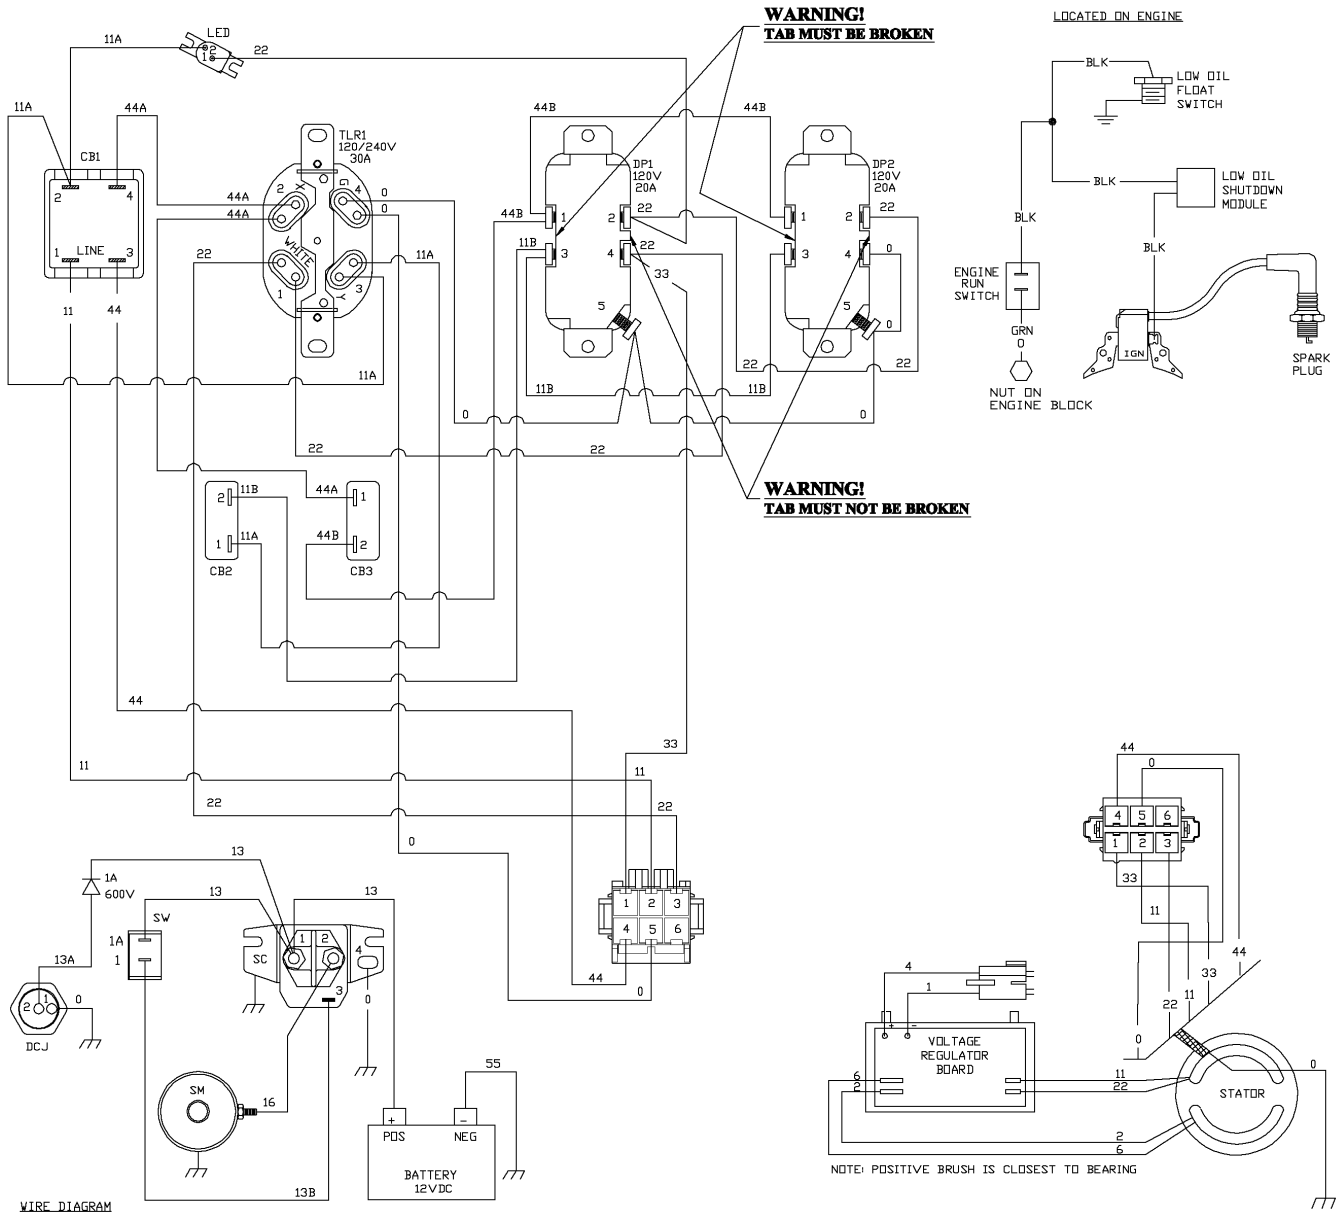 WARNING!
TAB MUST BE BROKEN
LOCATED ON ENGINE
LED
11A
2
1
22
BLK
LOW OIL
FLOAT
SWITCH
11A
44A
44B
44B
CB1
TLR1
120/240V
30A
DP1
120V
20A
DP2
120V
20A
2
4
1
LINE
3
44A
44A
22
2
X
G
4
WHITE
1
Y
3
0
0
11A
44B
11B
1
2
22
3
4
22
33
5
1
2
22
3
4
0
5
BLK
LOW OIL
SHUTDOWN
MODULE
BLK
BLK
ENGINE
RUN
SWITCH
GRN
0
NUT ON
ENGINE BLOCK
IGN
SPARK
PLUG
11
44
11A
22
22
11B
11B
0
0
22
22
WARNING!
TAB MUST NOT BE BROKEN
2
11B
1
11A
CB2
44A
1
44B
2
CB3
44
33
11
11
22
22
0
44
0
1
2
3
4
5
6
44
0
4
5
6
1
2
3
33
11
44
33
11
22
0
13
1A
600V
13
13
SW
1A
1
13A
2
1
0
DCJ
SC
1
2
4
3
0
SM
16
13B
55
+
−
POS
NEG
BATTERY
12VDC
4
1
+
−
VOLTAGE
REGULATOR
BOARD
6
2
11
22
2
6
STATOR
0
NOTE: POSITIVE BRUSH IS CLOSEST TO BEARING
WIRE DIAGRAM